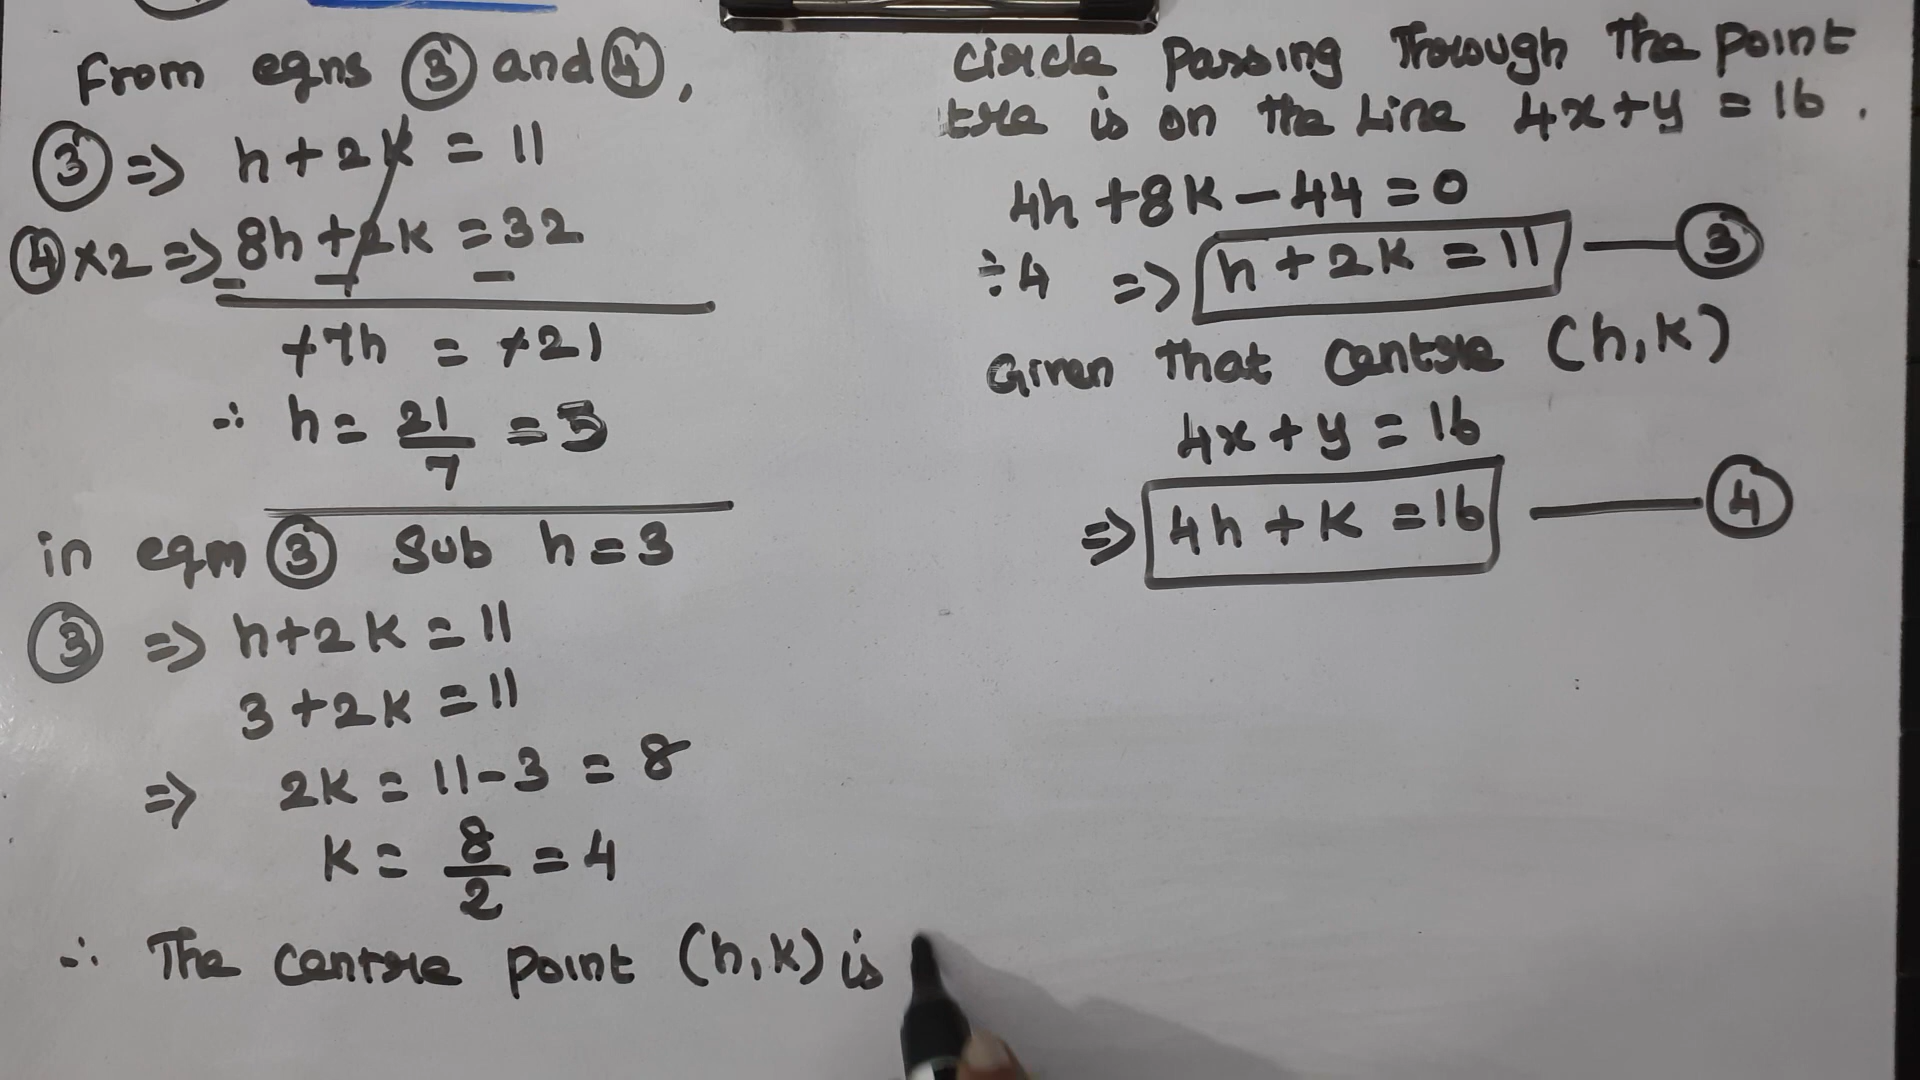 From eqns ③ and ④,
③ => h + 2k = 11
④ x2 => 8h + 2k = 32
- - -
+7h = +21
∴ h = 21/7 = 3
in eqn ③ Sub h = 3
③ => h + 2k = 11
3 + 2k = 11
=> 2k = 11 - 3 = 8
k = 8/2 = 4
∴ The centre point (h,k) is
circle Passing Through The point
tre is on the Line 4x + y = 16.
4h + 8k - 44 = 0
÷4 => h + 2k = 11 — ③
Given That centre (h,k)
4x + y = 16
=> 4h + k = 16 — ④